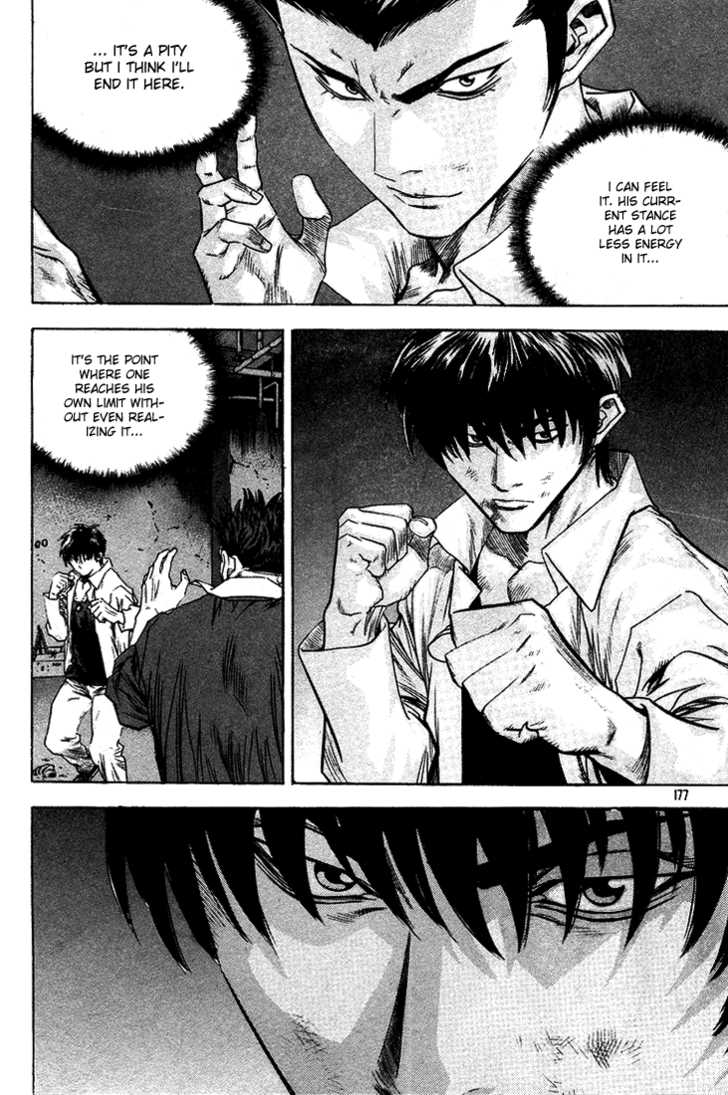 ... IT'S A PITY
BUT I THINK I'LL
END IT HERE.
I CAN FEEL
IT. HIS CURR-
ENT STANCE
HAS A LOT
LESS ENERGY
IN IT...
IT'S THE POINT
WHERE ONE
REACHES HIS
OWN LIMIT WITH-
OUT EVEN REAL-
IZING IT...
177